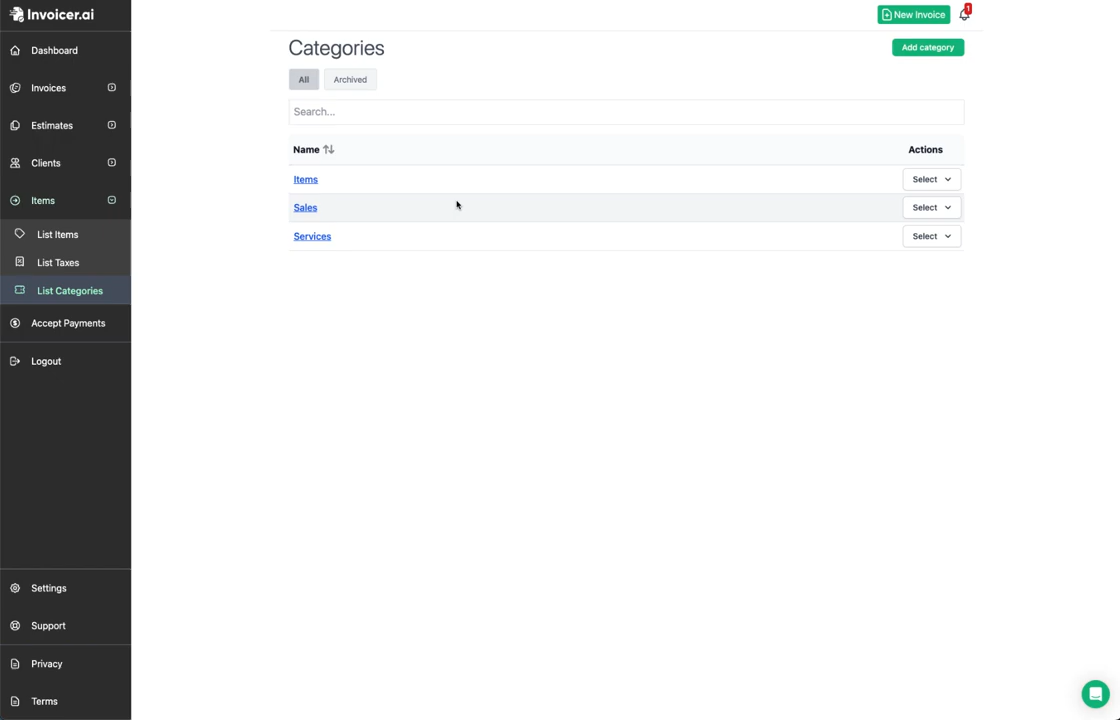 Invoicer.ai
New Invoice
1
Dashboard
Invoices
Estimates
Clients
Items
List Items
List Taxes
List Categories
Accept Payments
Logout
Settings
Support
Privacy
Terms
Categories
Add category
All
Archived
Search...
Name
Actions
Items
Select
Sales
Select
Services
Select